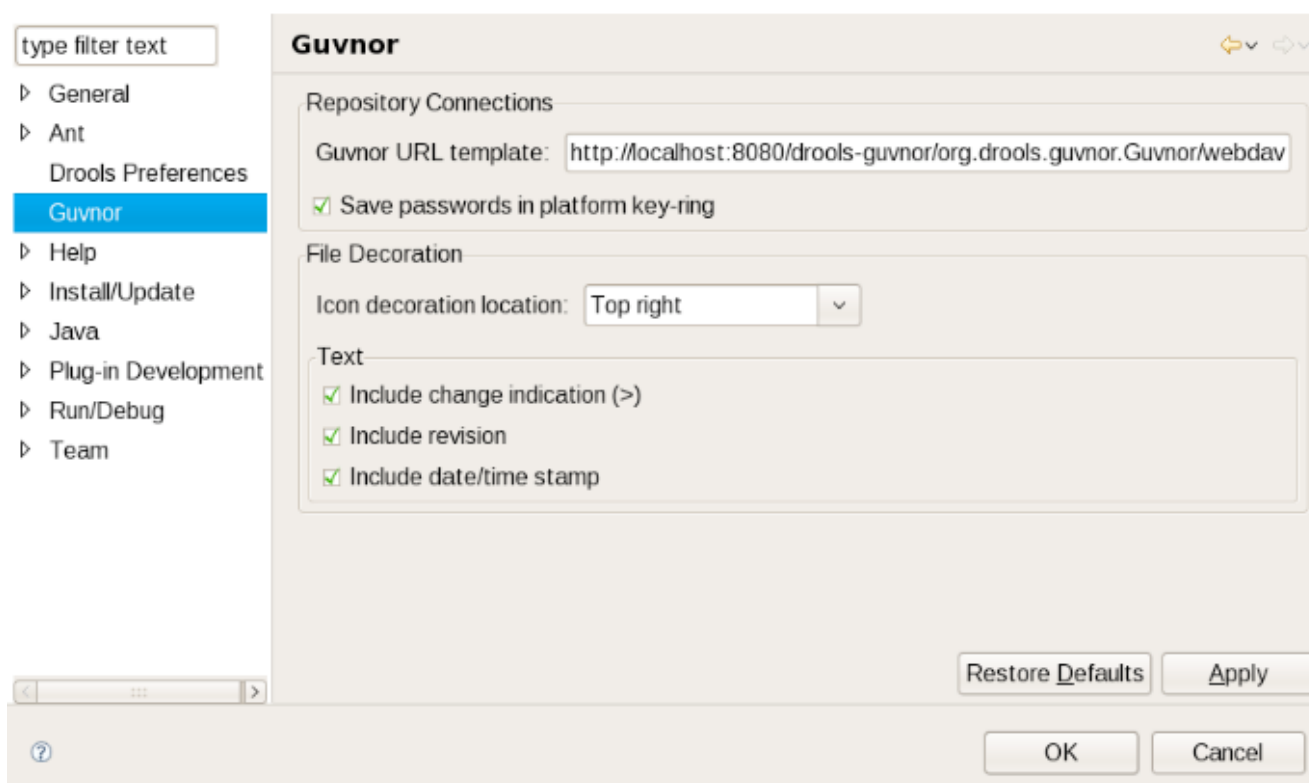 type filter text
General
Ant
Drools Preferences
Guvnor
Help
Install/Update
Java
Plug-in Development
Run/Debug
Team
Guvnor
Repository Connections
Guvnor URL template: http://localhost:8080/drools-guvnor/org.drools.guvnor.Guvnor/webdav
Save passwords in platform key-ring
File Decoration
Icon decoration location: Top right
Text
Include change indication (>)
Include revision
Include date/time stamp
Restore Defaults Apply
OK Cancel